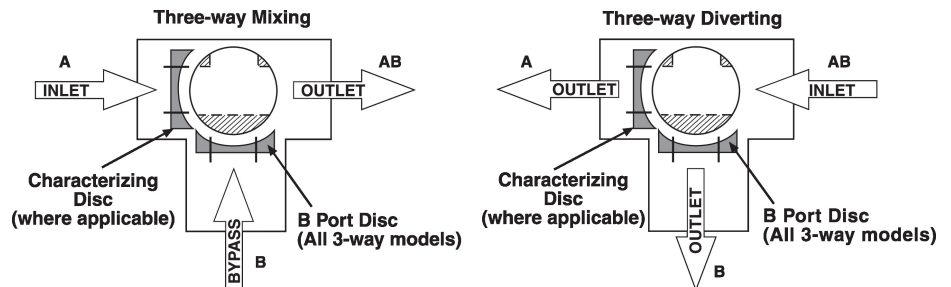 Three-way Mixing
A
AB
INLET
OUTLET
Characterizing
Disc
(where applicable)
B Port Disc
(All 3-way models)
BYPASS
B
Three-way Diverting
A
AB
OUTLET
INLET
Characterizing
Disc
(where applicable)
B Port Disc
(All 3-way models)
OUTLET
B